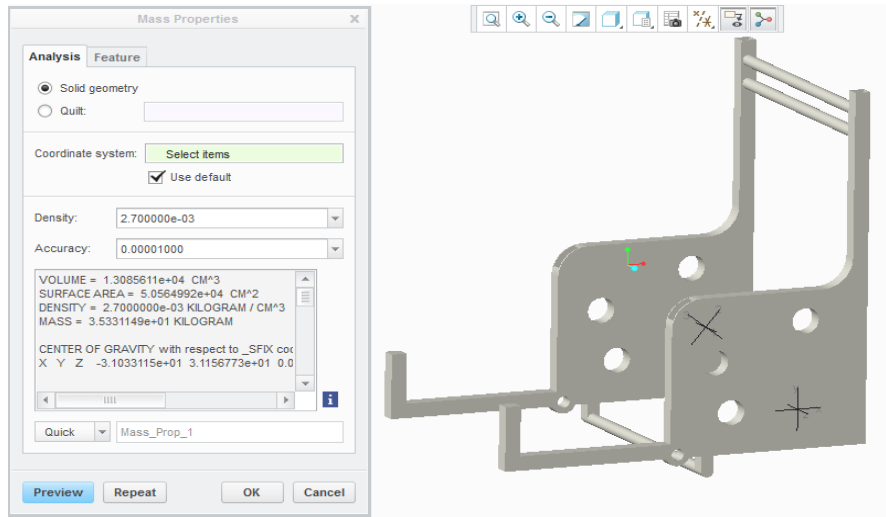 Mass Properties
Analysis Feature
Solid geometry
Quilt:
Coordinate system: Select items
Use default
Density: 2.700000e-03
Accuracy: 0.00001000
VOLUME = 1.3085611e+04 CM^3
SURFACE AREA = 5.0564992e+04 CM^2
DENSITY = 2.7000000e-03 KILOGRAM / CM^3
MASS = 3.5331149e+01 KILOGRAM
CENTER OF GRAVITY with respect to _SFIX coo
X Y Z -3.1033115e+01 3.1156773e+01 0.0
Quick Mass_Prop_1
Preview Repeat OK Cancel